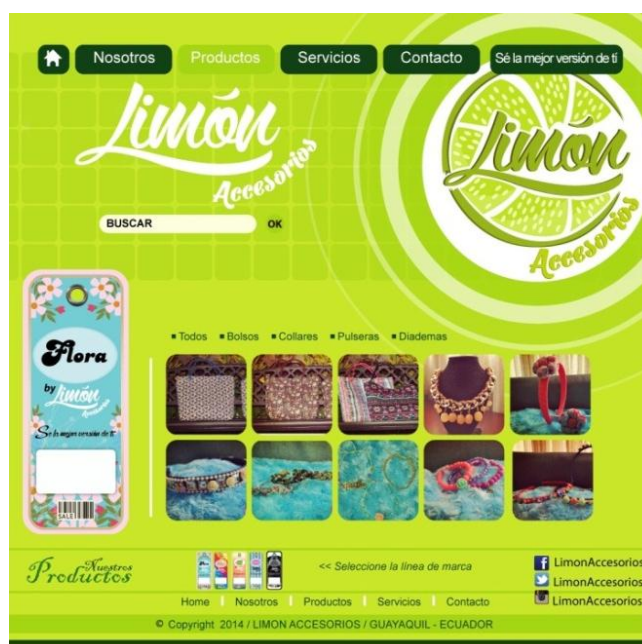 Nosotros Productos Servicios Contacto Sé la mejor versión de tí
Limón
Accesorios
Limón
Accesorios
BUSCAR OK
Todos Bolsos Collares Pulseras Diademas
Flora
by Limón
Accesorios
Sé la mejor versión de tí
SALE
Nuestros
Productos
<< Seleccione la línea de marca
LimonAccesorios
LimonAccesorios
LimonAccesorios
Home Nosotros Productos Servicios Contacto
© Copyright 2014 / LIMON ACCESORIOS / GUAYAQUIL - ECUADOR